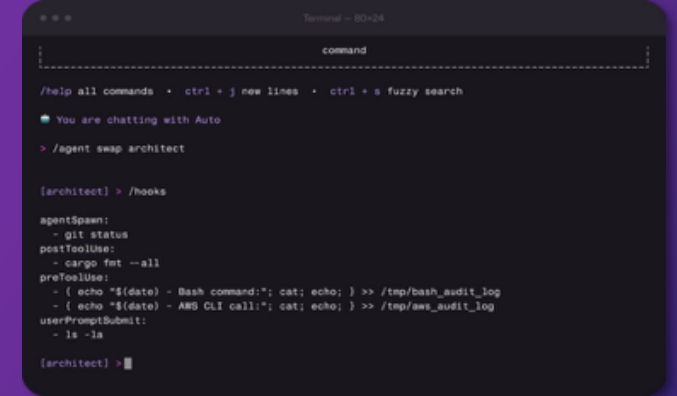 Terminal — 80×24
command
/help all commands • ctrl + j new lines • ctrl + s fuzzy search
You are chatting with Auto
> /agent swap architect
[architect] > /hooks
agentSpawn:
- git status
postToolUse:
- cargo fmt --all
preToolUse:
- { echo "$(date) - Bash command:"; cat; echo; } >> /tmp/bash_audit_log
- { echo "$(date) - AWS CLI call:"; cat; echo; } >> /tmp/aws_audit_log
userPromptSubmit:
- ls -la
[architect] >